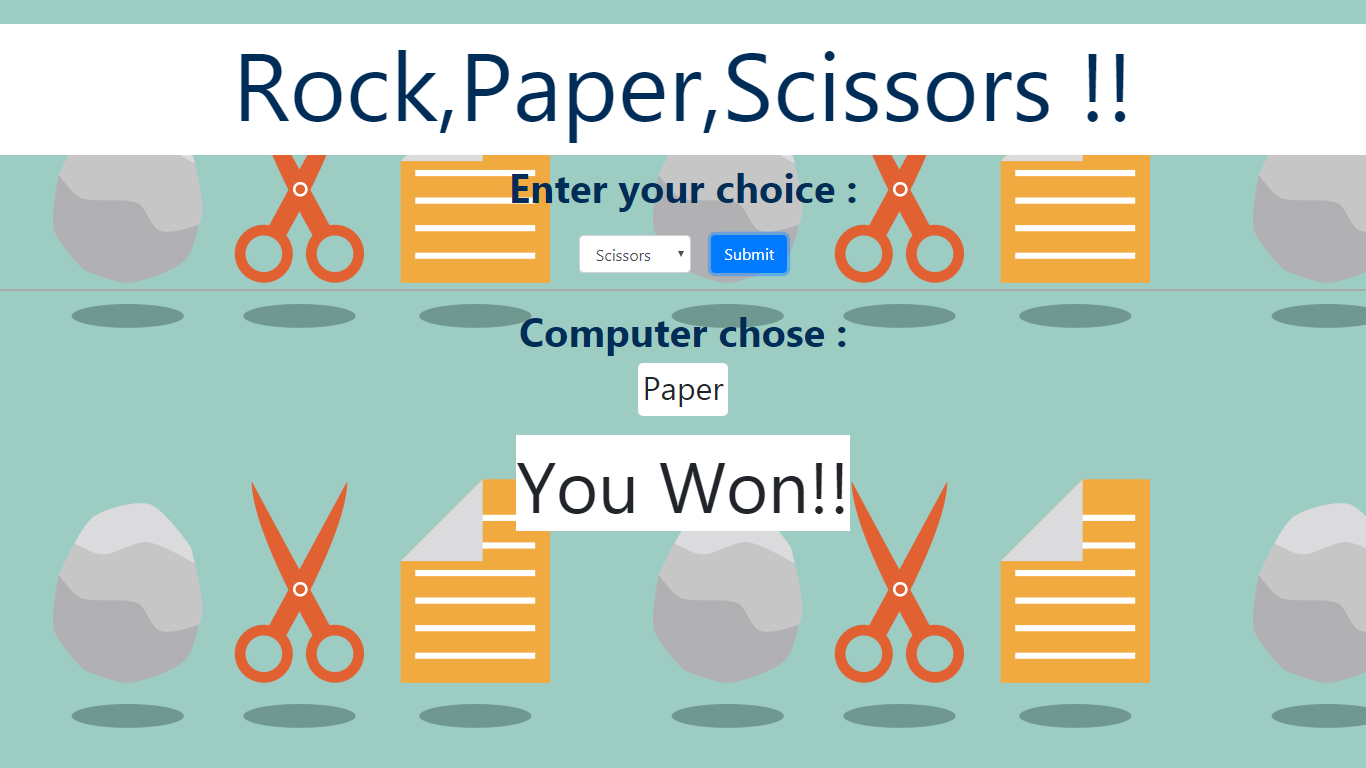 Rock,Paper,Scissors !!
Enter your choice :
Scissors
Submit
Computer chose :
Paper
You Won!!